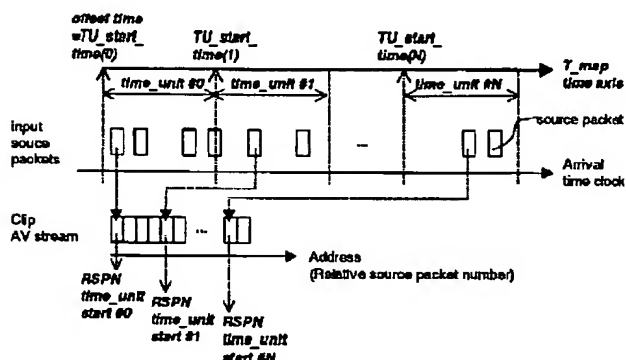 offset time
=TU_start_
time(0)
TU_start_
time(1)
TU_start_
time(N)
T_map
time axis
time_unit #0
time_unit #1
time_unit #N
input
souce
packets
source packet
...
Arrival
time clock
Clip
AV stream
...
Address
(Relative source packet number)
RSPN
time_unit
start #0
RSPN
time_unit
start #1
RSPN
time_unit
start #N